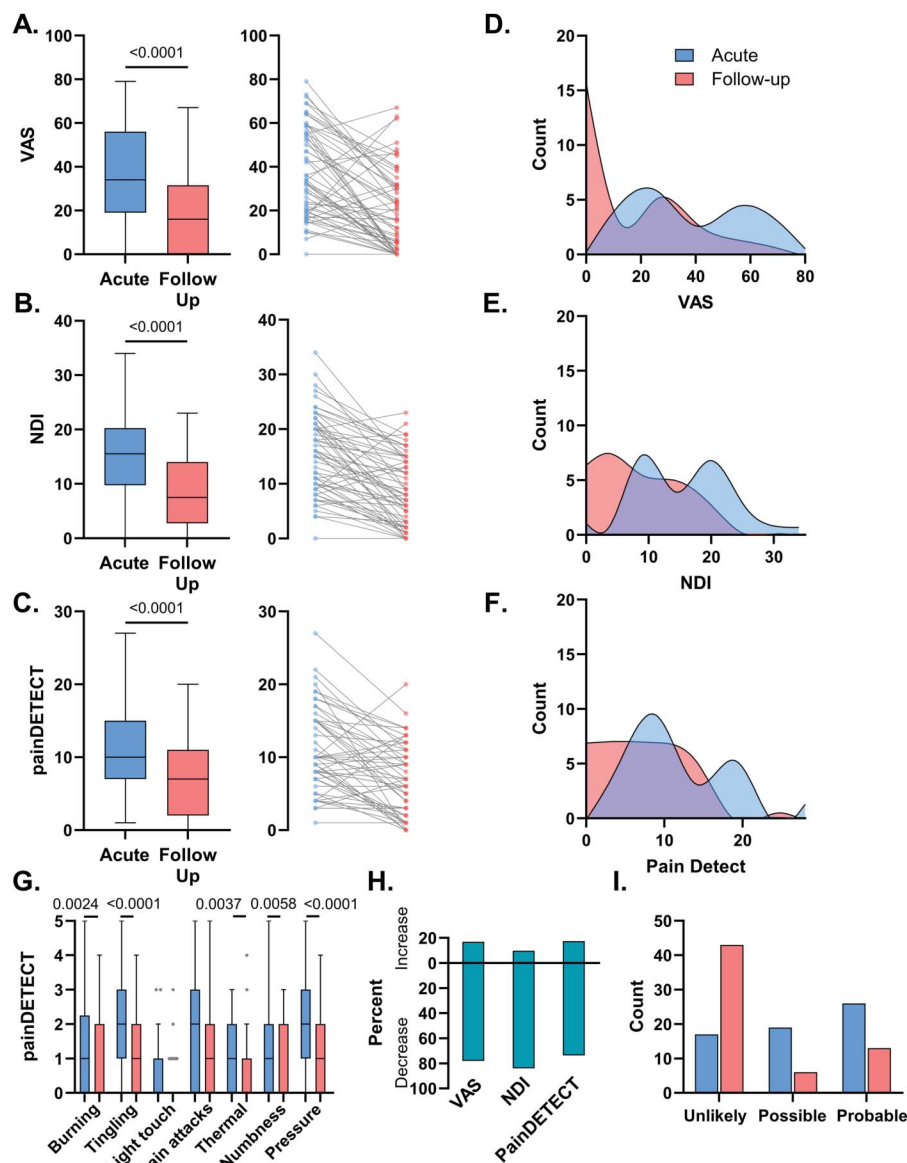 A.
100
80
60
40
20
0
VAS
<0.0001
Acute
Follow
Up
100
80
60
40
20
0
D.
20
15
10
5
0
Count
Acute
Follow-up
0
20
40
60
80
VAS
B.
40
30
20
10
0
NDI
<0.0001
Acute
Follow
Up
40
30
20
10
0
E.
20
15
10
5
0
Count
0
10
20
30
NDI
C.
30
20
10
0
painDETECT
<0.0001
Acute
Follow
Up
30
20
10
0
F.
20
15
10
5
0
Count
0
10
20
Pain Detect
G.
0.0024
<0.0001
0.0037
0.0058
<0.0001
5
4
3
2
1
0
painDETECT
Burning
Tingling
ight touch
ain attacks
Thermal
Numbness
Pressure
H.
Percent
Increase
Decrease
20
0
20
40
60
80
100
VAS
NDI
PainDETECT
I.
50
40
30
20
10
0
Count
Unlikely
Possible
Probable